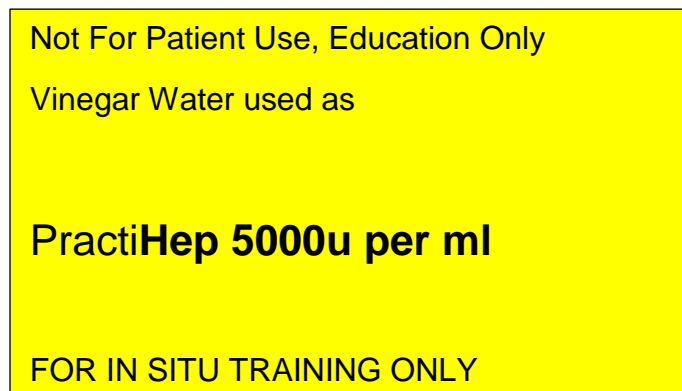 Not For Patient Use, Education Only
Vinegar Water used as
PractiHep 5000u per ml
FOR IN SITU TRAINING ONLY